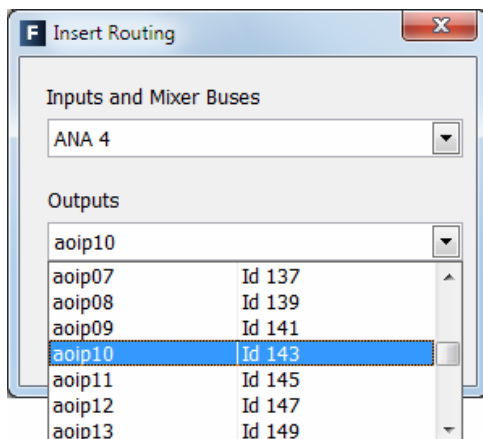 F Insert Routing
Inputs and Mixer Buses
ANA 4
Outputs
aoip10
aoip07 Id 137
aoip08 Id 139
aoip09 Id 141
aoip10 Id 143
aoip11 Id 145
aoip12 Id 147
aoip13 Id 149